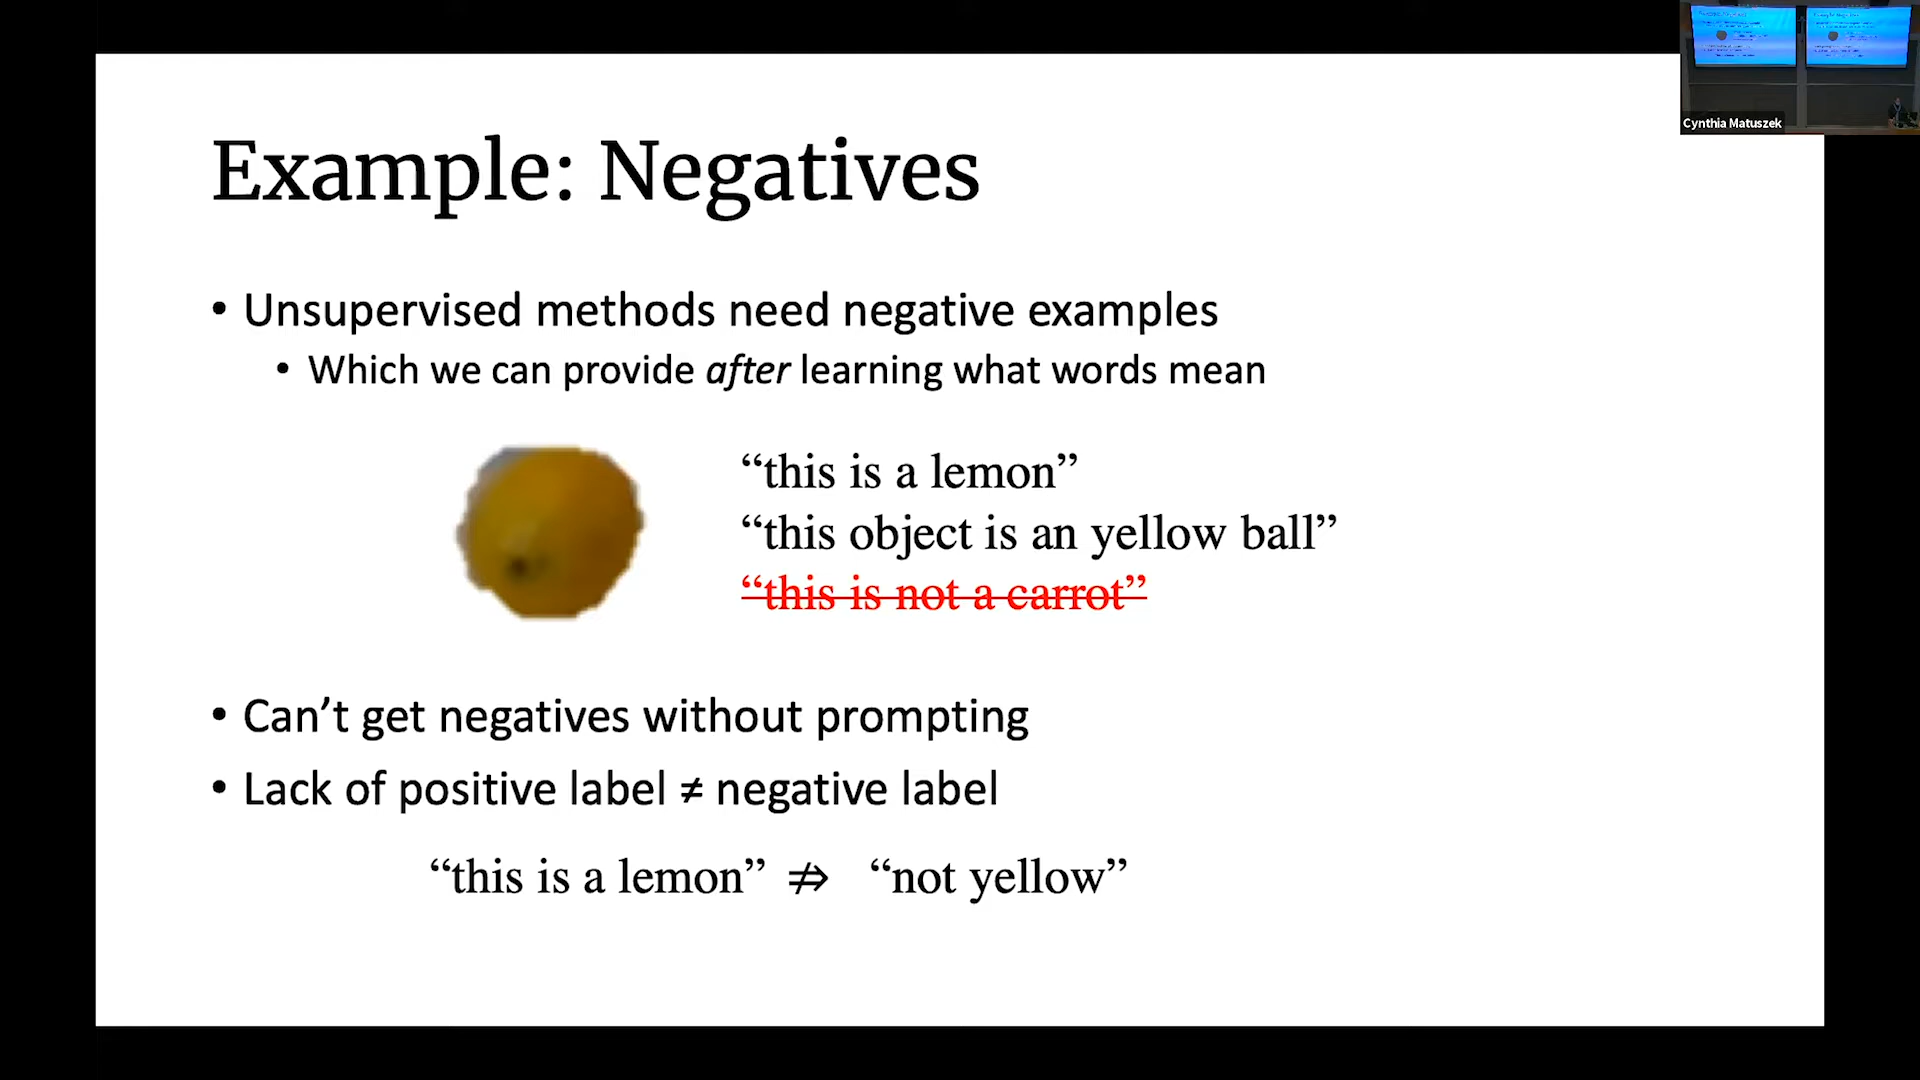 Cynthia Matuszek
Example: Negatives
• Unsupervised methods need negative examples
• Which we can provide after learning what words mean
“this is a lemon”
“this object is an yellow ball”
“this is not a carrot”
• Can’t get negatives without prompting
• Lack of positive label ≠ negative label
“this is a lemon” ⇏ “not yellow”